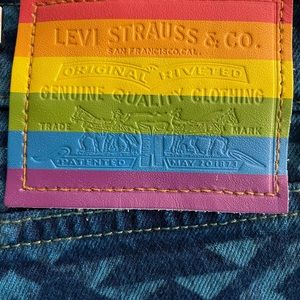 LEVI STRAUSS & CO.
SAN FRANCISCO, CAL.
ORIGINAL RIVETED
GENUINE QUALITY CLOTHING
TRADE MARK
PATENTED MAY 20 1873